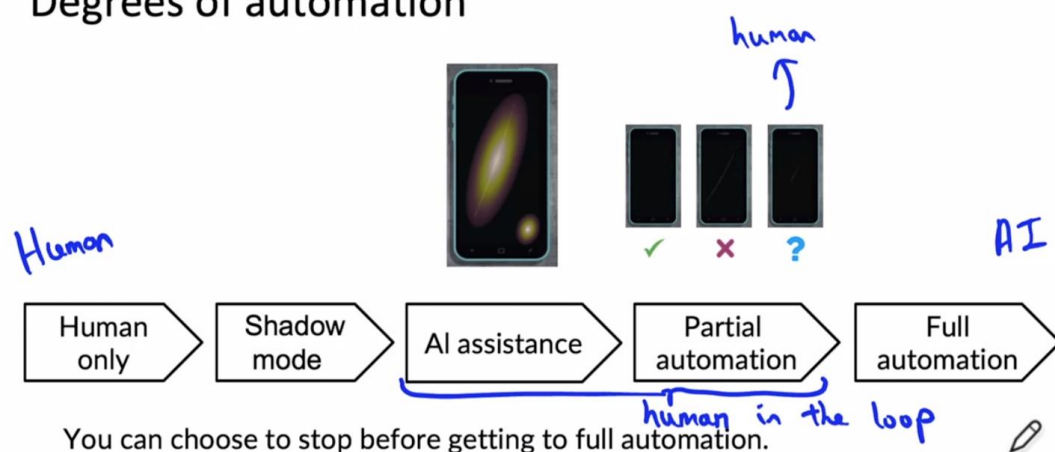 Degrees of automation
human
Human
AI
Human only
Shadow mode
AI assistance
Partial automation
Full automation
human in the loop
You can choose to stop before getting to full automation.